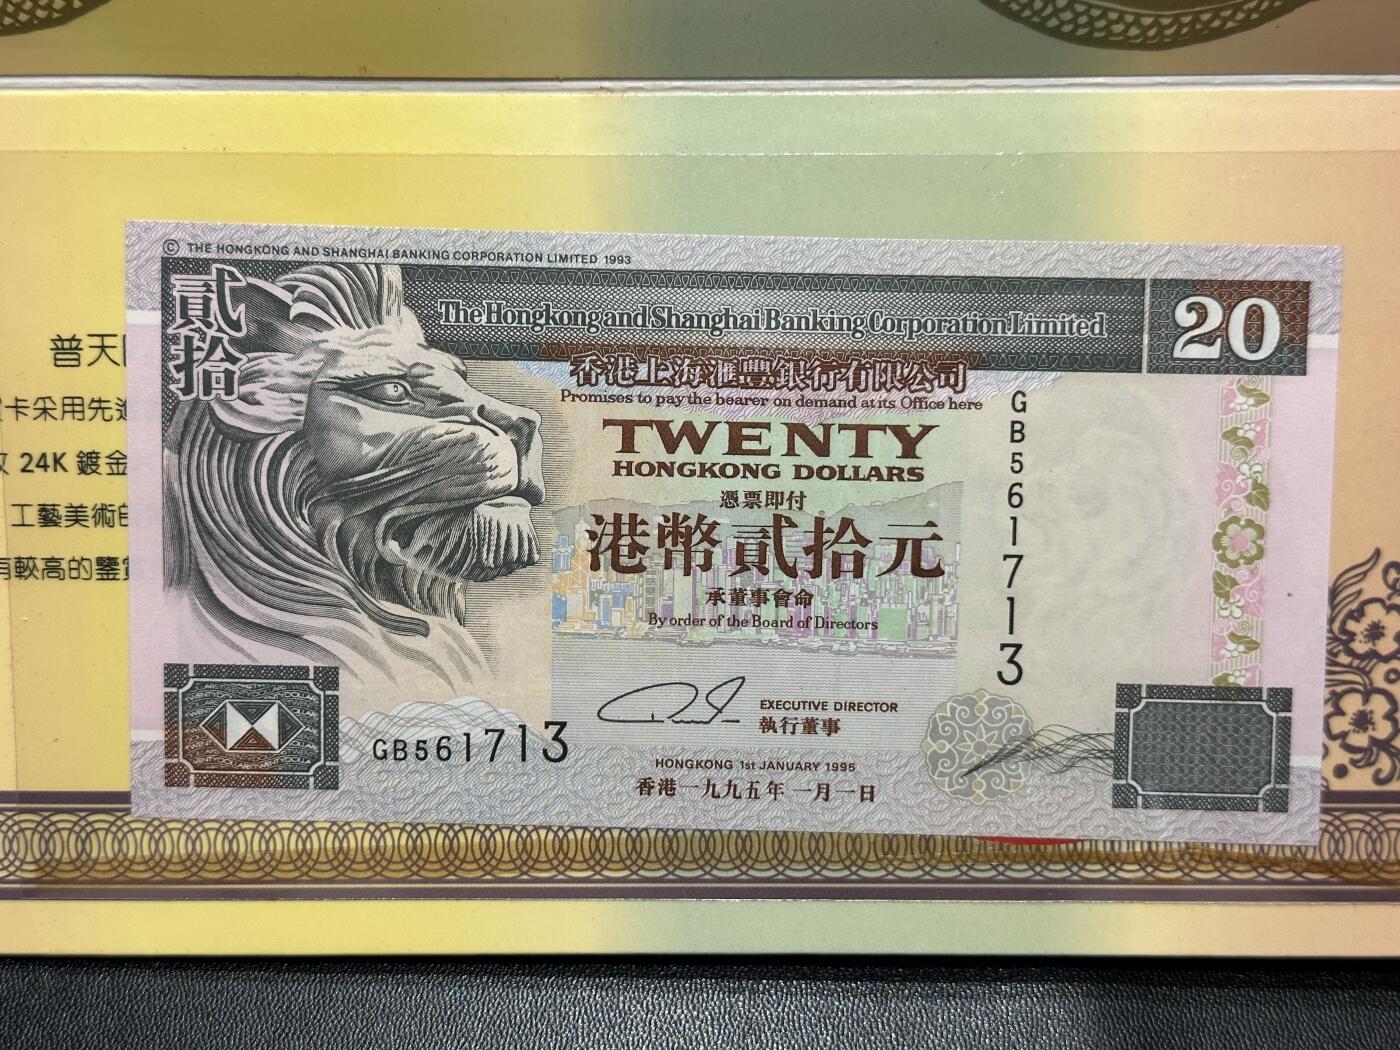 © THE HONGKONG AND SHANGHAI BANKING CORPORATION LIMITED 1993
貳拾
The Hongkong and Shanghai Banking Corporation Limited
20
香港上海滙豐銀行有限公司
Promises to pay the bearer on demand at its Office here
TWENTY
HONGKONG DOLLARS
憑票即付
港幣貳拾元
承董事會命
By order of the Board of Directors
GB561713
EXECUTIVE DIRECTOR
執行董事
GB561713
HONGKONG 1st JANUARY 1995
香港一九九五年一月一日
普天
卡采用先
24K 鍍金
工藝美術
有較高的鑒